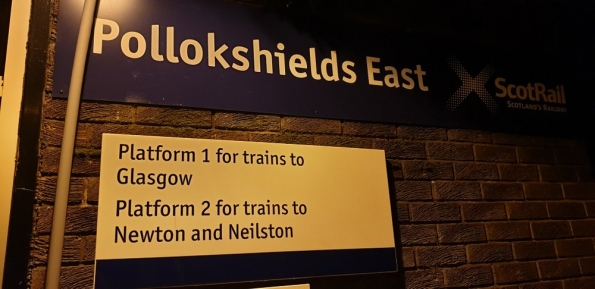 Pollokshields East
ScotRail
SCOTLAND'S RAILWAY
Platform 1 for trains to
Glasgow
Platform 2 for trains to
Newton and Neilston